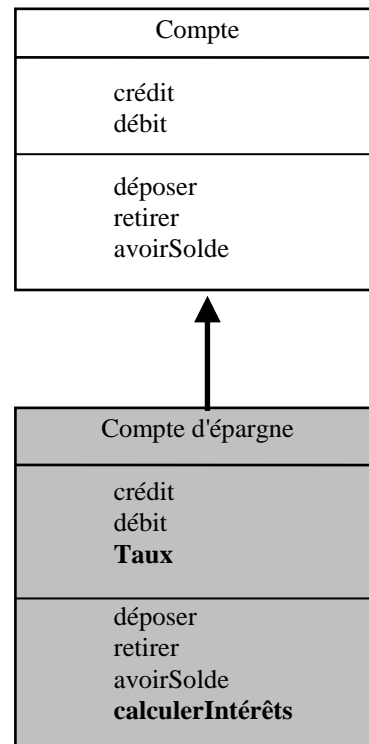 Compte
crédit
débit
déposer
retirer
avoirSolde
Compte d'épargne
crédit
débit
Taux
déposer
retirer
avoirSolde
calculerIntérêts